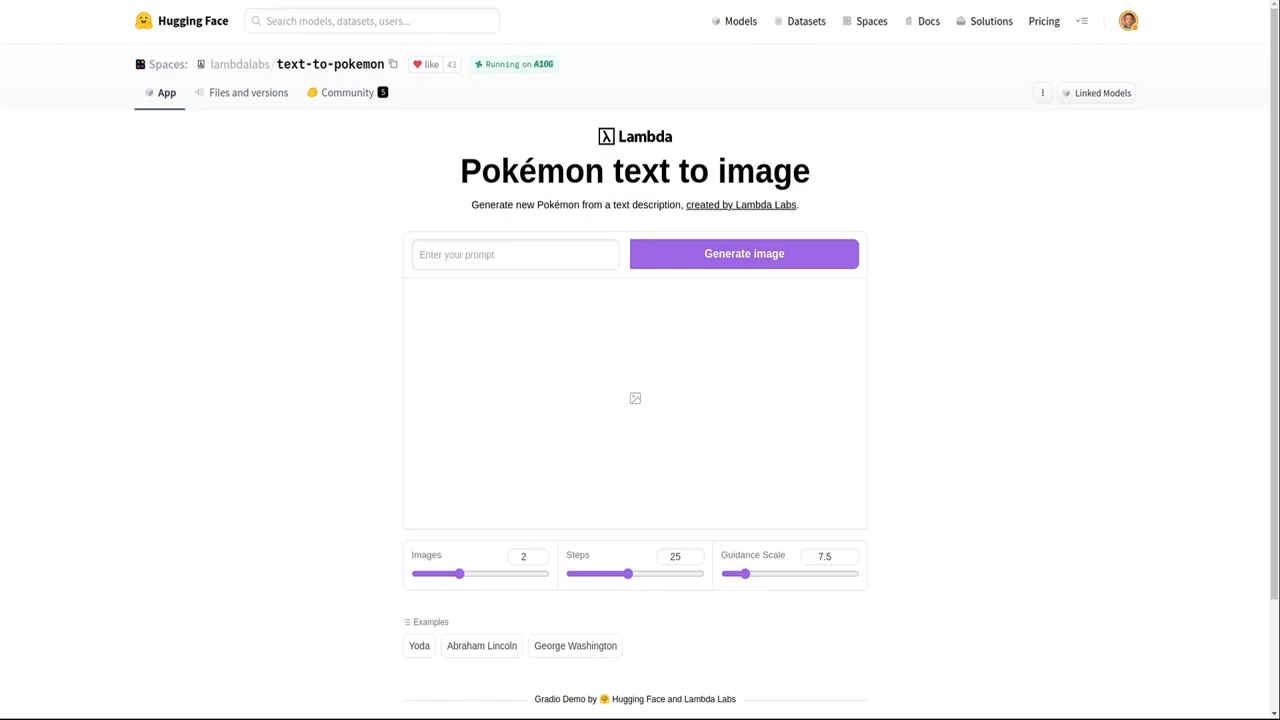 Hugging Face
Search models, datasets, users...
Models
Datasets
Spaces
Docs
Solutions
Pricing
Spaces:
lambdalabs/text-to-pokemon
like 43
Running on A10G
App
Files and versions
Community 5
Linked Models
Lambda
Pokémon text to image
Generate new Pokémon from a text description, created by Lambda Labs.
Enter your prompt
Generate image
Images 2
Steps 25
Guidance Scale 7.5
Examples
Yoda
Abraham Lincoln
George Washington
Gradio Demo by 🤗 Hugging Face and Lambda Labs